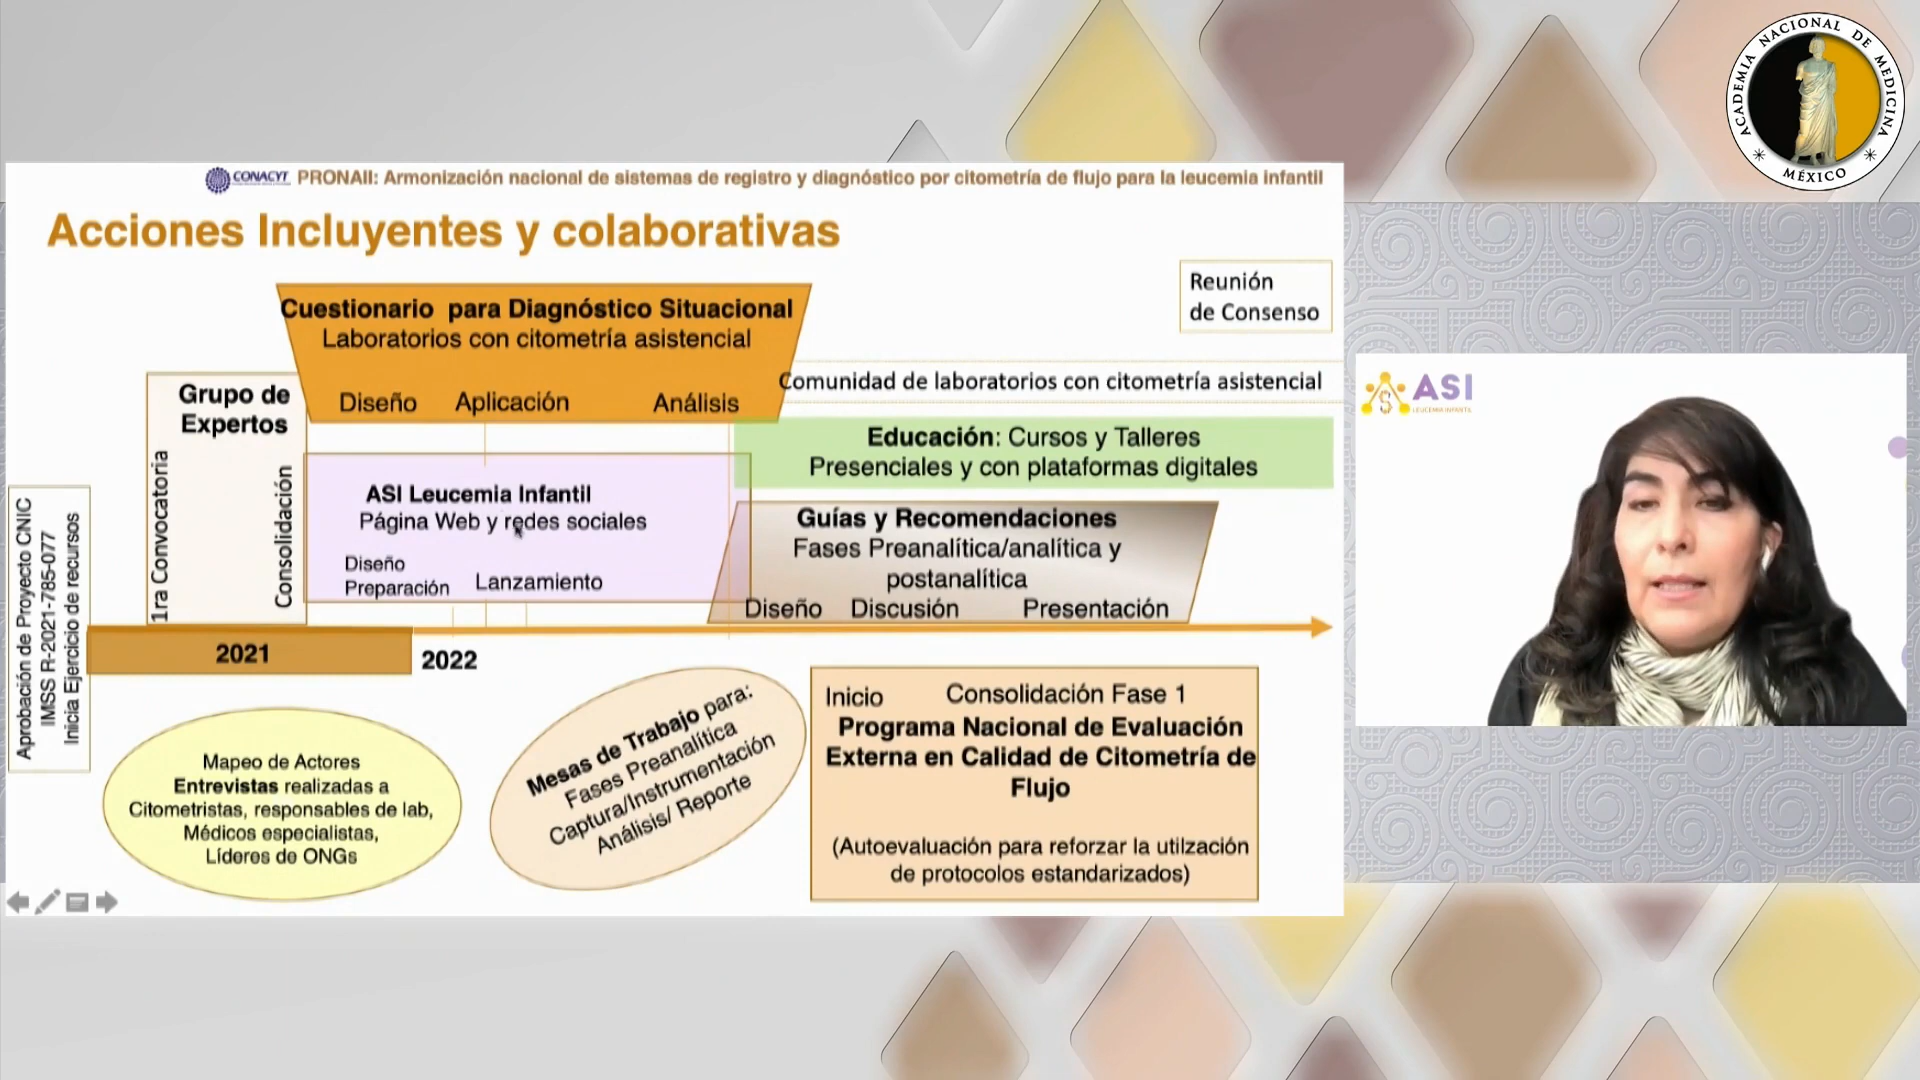 ACADEMIA NACIONAL DE MEDICINA
MÉXICO
CONACYT
PRONAII: Armonización nacional de sistemas de registro y diagnóstico por citometría de flujo para la leucemia infantil
Acciones Incluyentes y colaborativas
Reunión
de Consenso
Cuestionario para Diagnóstico Situacional
Laboratorios con citometría asistencial
Diseño Aplicación Análisis
Comunidad de laboratorios con citometría asistencial
Grupo de
Expertos
1ra Convocatoria
Consolidación
Educación: Cursos y Talleres
Presenciales y con plataformas digitales
ASI Leucemia Infantil
Página Web y redes sociales
Diseño
Preparación
Lanzamiento
Guías y Recomendaciones
Fases Preanalítica/analítica y
postanalítica
Diseño Discusión Presentación
Aprobación de Proyecto CNIC
IMSS R-2021-785-077
Inicia Ejercicio de recursos
2021
2022
Mapeo de Actores
Entrevistas realizadas a
Citometristas, responsables de lab,
Médicos especialistas,
Líderes de ONGs
Mesas de Trabajo para:
Fases Preanalítica
Captura/Instrumentación
Análisis/ Reporte
Inicio Consolidación Fase 1
Programa Nacional de Evaluación
Externa en Calidad de Citometría de
Flujo
(Autoevaluación para reforzar la utilzación
de protocolos estandarizados)
ASI
LEUCEMIA INFANTIL